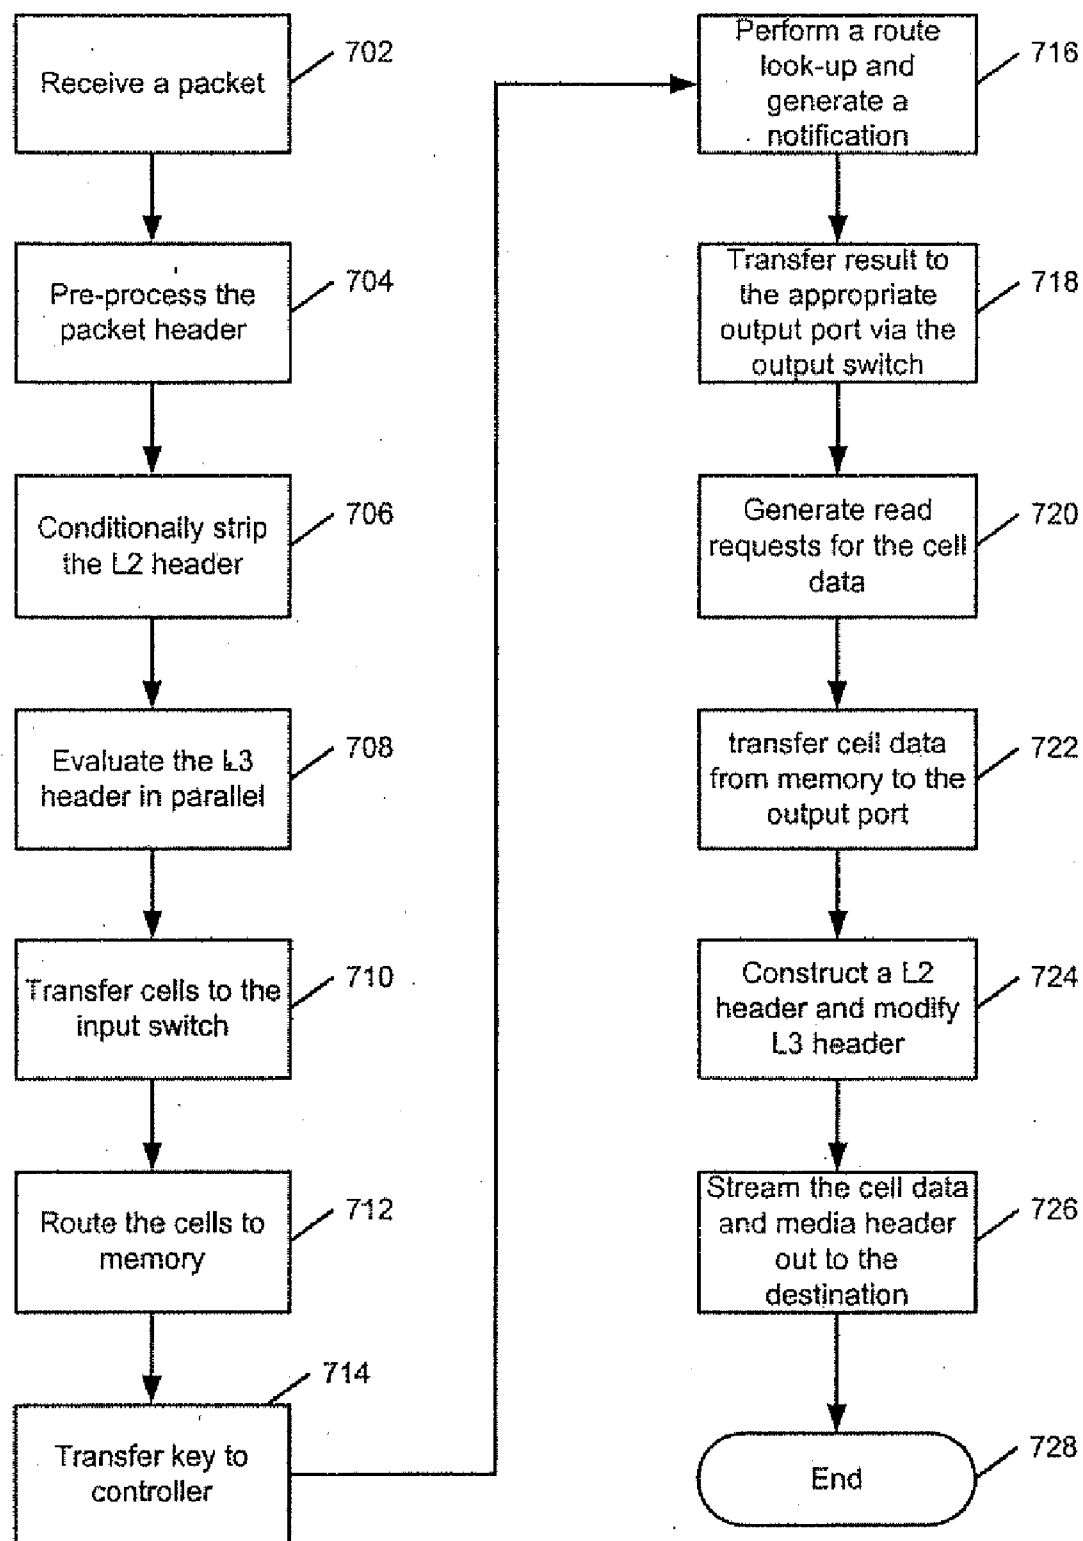 702
Receive a packet
704
Pre-process the
packet header
706
Conditionally strip
the L2 header
708
Evaluate the L3
header in parallel
710
Transfer cells to the
input switch
712
Route the cells to
memory
714
Transfer key to
controller
716
Perform a route
look-up and
generate a
notification
718
Transfer result to
the appropriate
output port via the
output switch
720
Generate read
requests for the cell
data
722
transfer cell data
from memory to the
output port
724
Construct a L2
header and modify
L3 header
726
Stream the cell data
and media header
out to the
destination
728
End